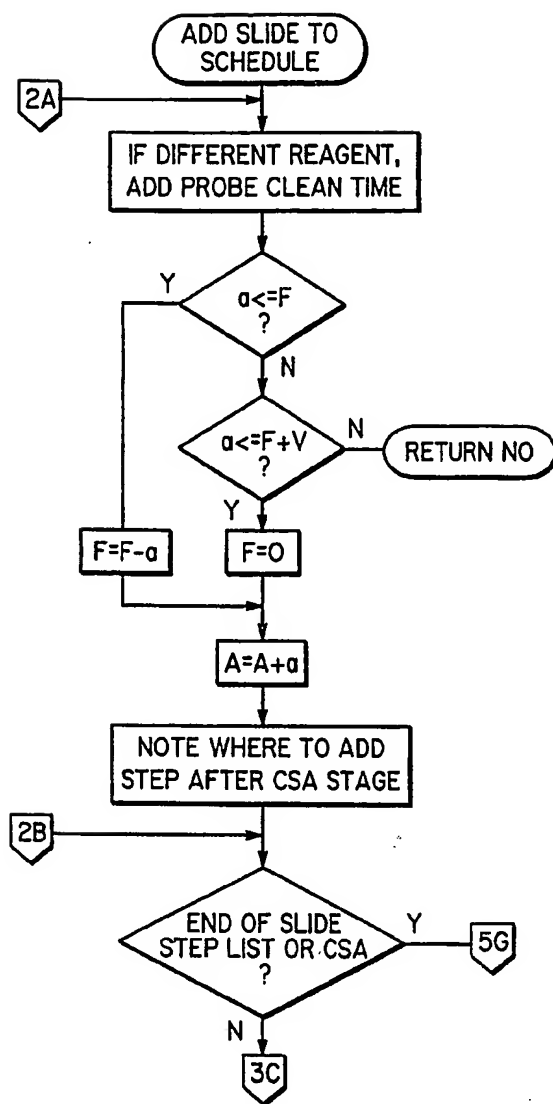 ADD SLIDE TO
SCHEDULE
2A
IF DIFFERENT REAGENT,
ADD PROBE CLEAN TIME
Y
a<=F
?
N
a<=F+V
?
N
RETURN NO
Y
F=F-a
F=0
A=A+a
NOTE WHERE TO ADD
STEP AFTER CSA STAGE
2B
END OF SLIDE
STEP LIST OR CSA
?
Y
5G
N
3C